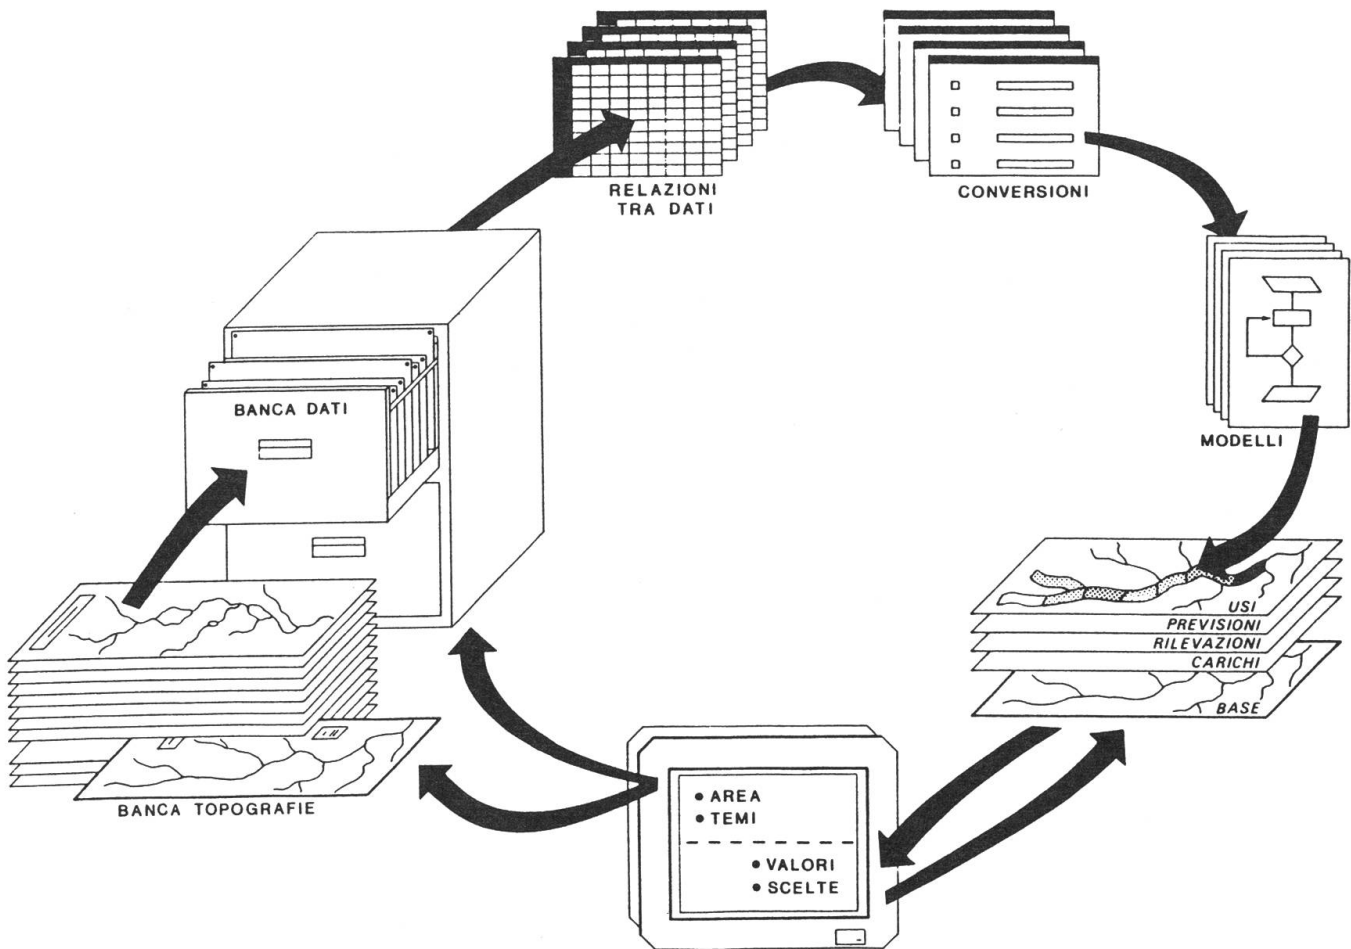 RELAZIONI
TRA DATI
CONVERSIONI
BANCA DATI
MODELLI
USI
PREVISIONI
RILEVAZIONI
CARICHI
BASE
BANCA TOPOGRAFIE
• AREA
• TEMI
• VALORI
• SCELTE